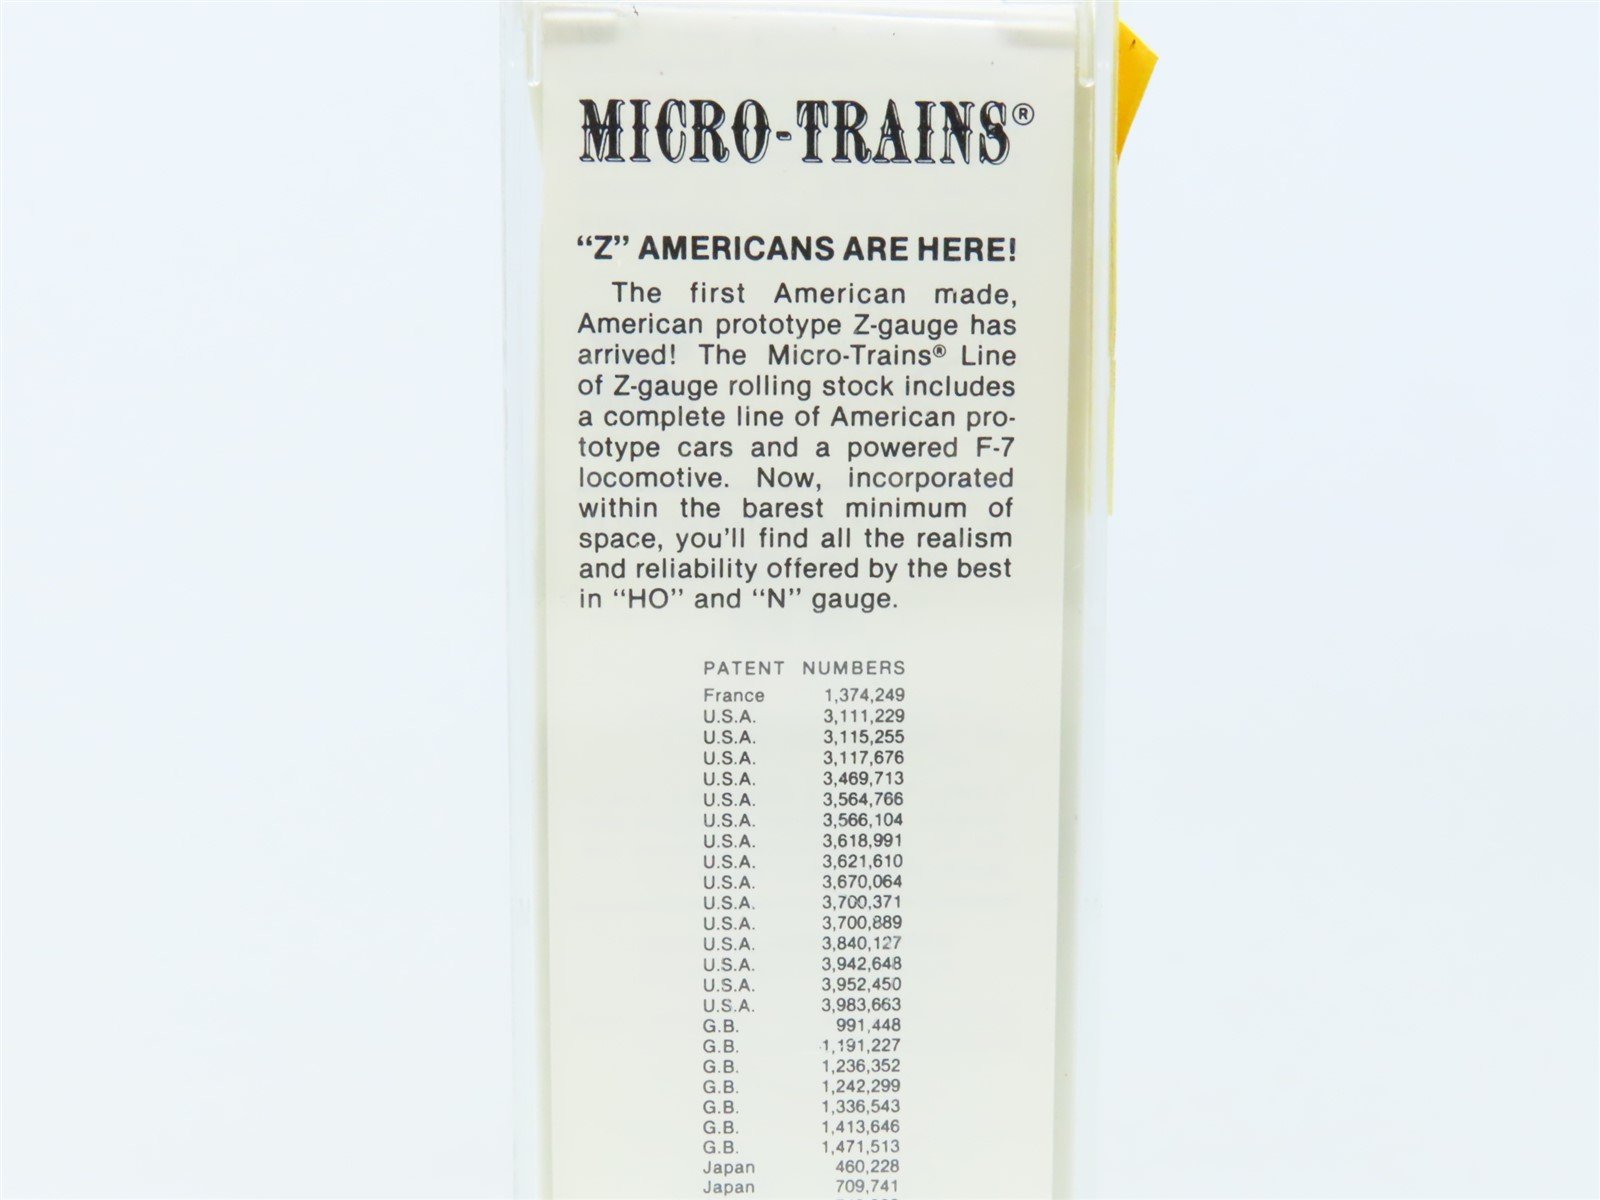 MICRO-TRAINS®
"Z" AMERICANS ARE HERE!
The first American made,
American prototype Z-gauge has
arrived! The Micro-Trains® Line
of Z-gauge rolling stock includes
a complete line of American pro-
totype cars and a powered F-7
locomotive. Now, incorporated
within the barest minimum of
space, you'll find all the realism
and reliability offered by the best
in "HO" and "N" gauge.
PATENT NUMBERS
France 1,374,249
U.S.A. 3,111,229
U.S.A. 3,115,255
U.S.A. 3,117,676
U.S.A. 3,469,713
U.S.A. 3,564,766
U.S.A. 3,566,104
U.S.A. 3,618,991
U.S.A. 3,621,610
U.S.A. 3,670,064
U.S.A. 3,700,371
U.S.A. 3,700,889
U.S.A. 3,840,127
U.S.A. 3,942,648
U.S.A. 3,952,450
U.S.A. 3,983,663
G.B. 991,448
G.B. 1,191,227
G.B. 1,236,352
G.B. 1,242,299
G.B. 1,336,543
G.B. 1,413,646
G.B. 1,471,513
Japan 460,228
Japan 709,741